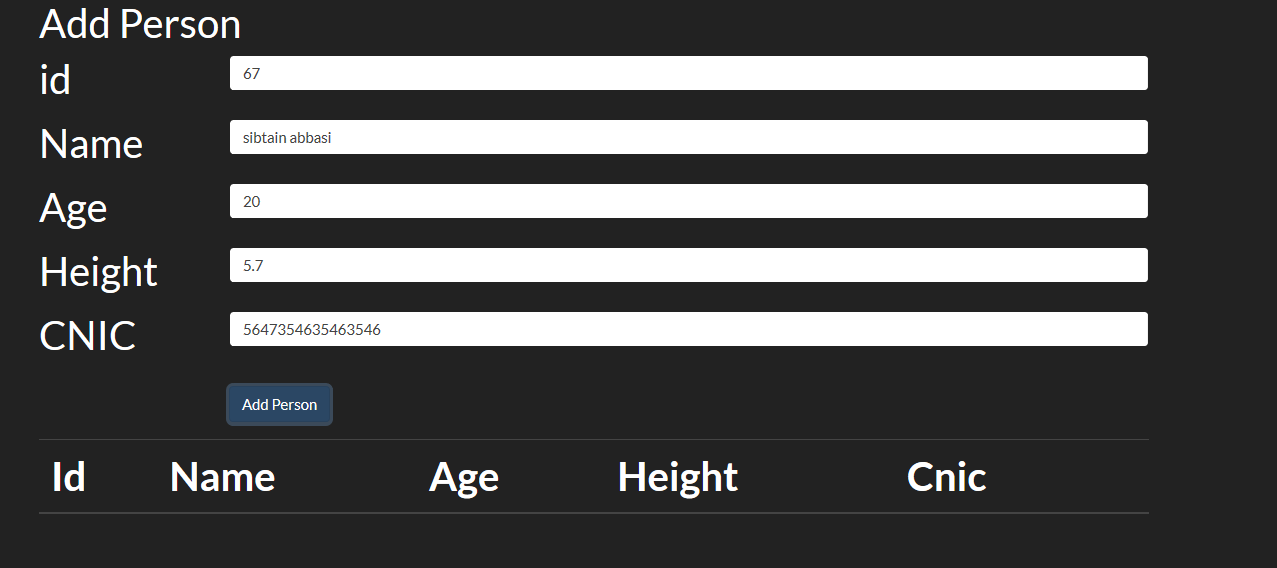 Add Person
id 67
Name sibtain abbasi
Age 20
Height 5.7
CNIC 5647354635463546
Add Person
Id Name Age Height Cnic